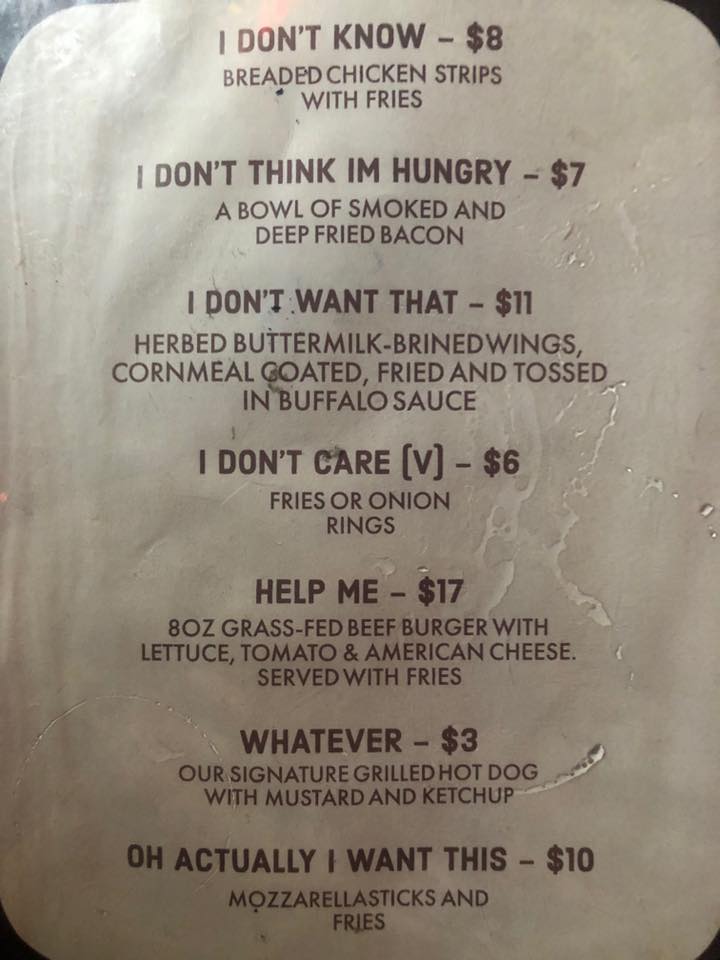 I DON'T KNOW – $8
BREADED CHICKEN STRIPS
WITH FRIES
I DON'T THINK IM HUNGRY – $7
A BOWL OF SMOKED AND
DEEP FRIED BACON
I DON'T WANT THAT – $11
HERBED BUTTERMILK-BRINED WINGS,
CORNMEAL COATED, FRIED AND TOSSED
IN BUFFALO SAUCE
I DON'T CARE (V) – $6
FRIES OR ONION
RINGS
HELP ME – $17
8OZ GRASS-FED BEEF BURGER WITH
LETTUCE, TOMATO & AMERICAN CHEESE.
SERVED WITH FRIES
WHATEVER – $3
OUR SIGNATURE GRILLED HOT DOG
WITH MUSTARD AND KETCHUP
OH ACTUALLY I WANT THIS – $10
MOZZARELLA STICKS AND
FRIES